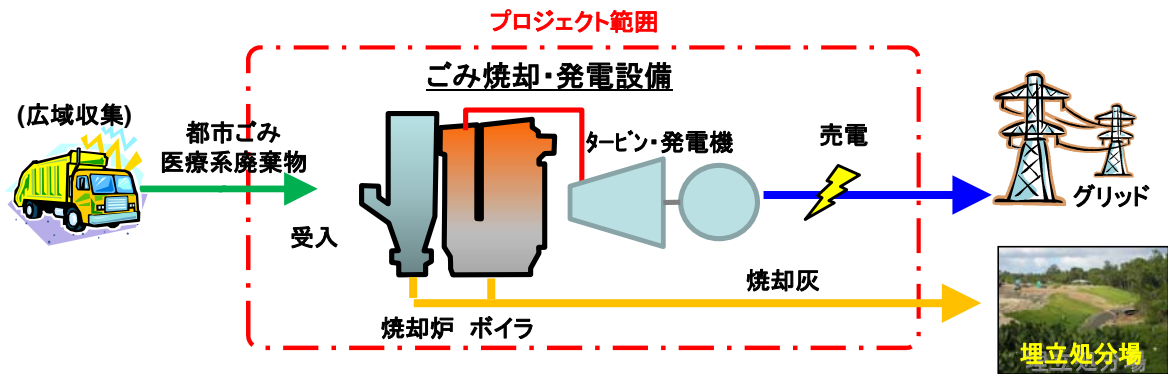 プロジェクト範囲
ごみ焼却・発電設備
(広域収集)
都市ごみ
医療系廃棄物
受入
タービン・発電機
売電
グリッド
焼却灰
焼却炉 ボイラ
埋立処分場